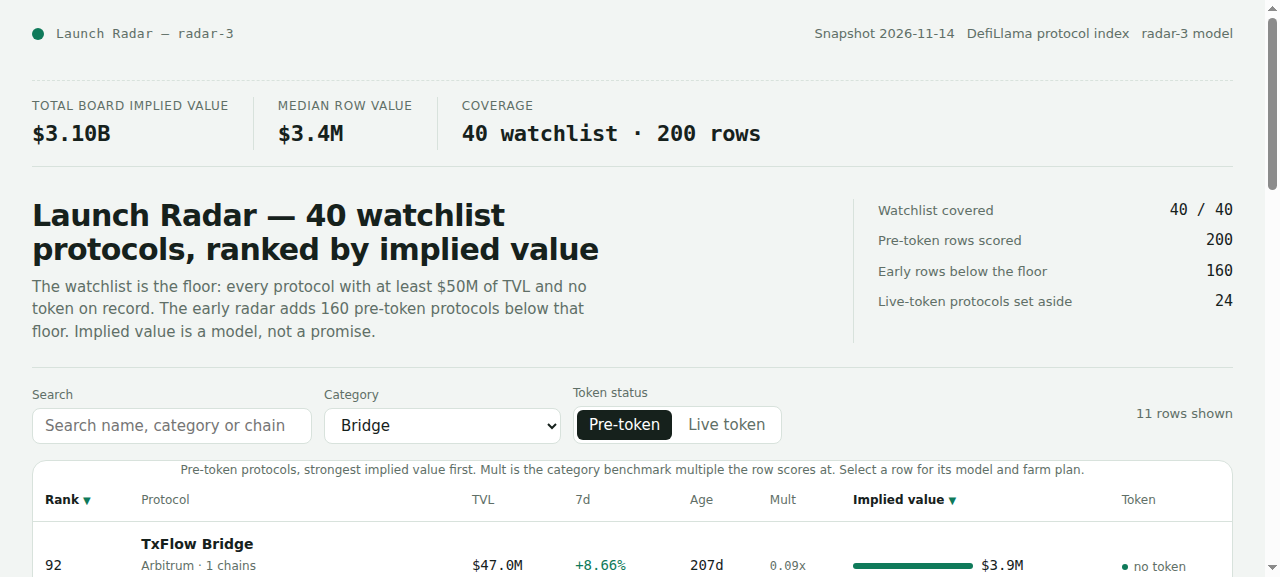 Launch Radar — radar-3
Snapshot 2026-11-14 DefiLlama protocol index radar-3 model
TOTAL BOARD IMPLIED VALUE
$3.10B
MEDIAN ROW VALUE
$3.4M
COVERAGE
40 watchlist · 200 rows
Launch Radar — 40 watchlist
protocols, ranked by implied value
The watchlist is the floor: every protocol with at least $50M of TVL and no
token on record. The early radar adds 160 pre-token protocols below that
floor. Implied value is a model, not a promise.
Watchlist covered 40 / 40
Pre-token rows scored 200
Early rows below the floor 160
Live-token protocols set aside 24
Search
Search name, category or chain
Category
Bridge
Token status
Pre-token Live token
11 rows shown
Pre-token protocols, strongest implied value first. Mult is the category benchmark multiple the row scores at. Select a row for its model and farm plan.
Rank ▼ Protocol TVL 7d Age Mult Implied value ▼ Token
TxFlow Bridge
92 Arbitrum · 1 chains $47.0M +8.66% 207d 0.09x $3.9M no token